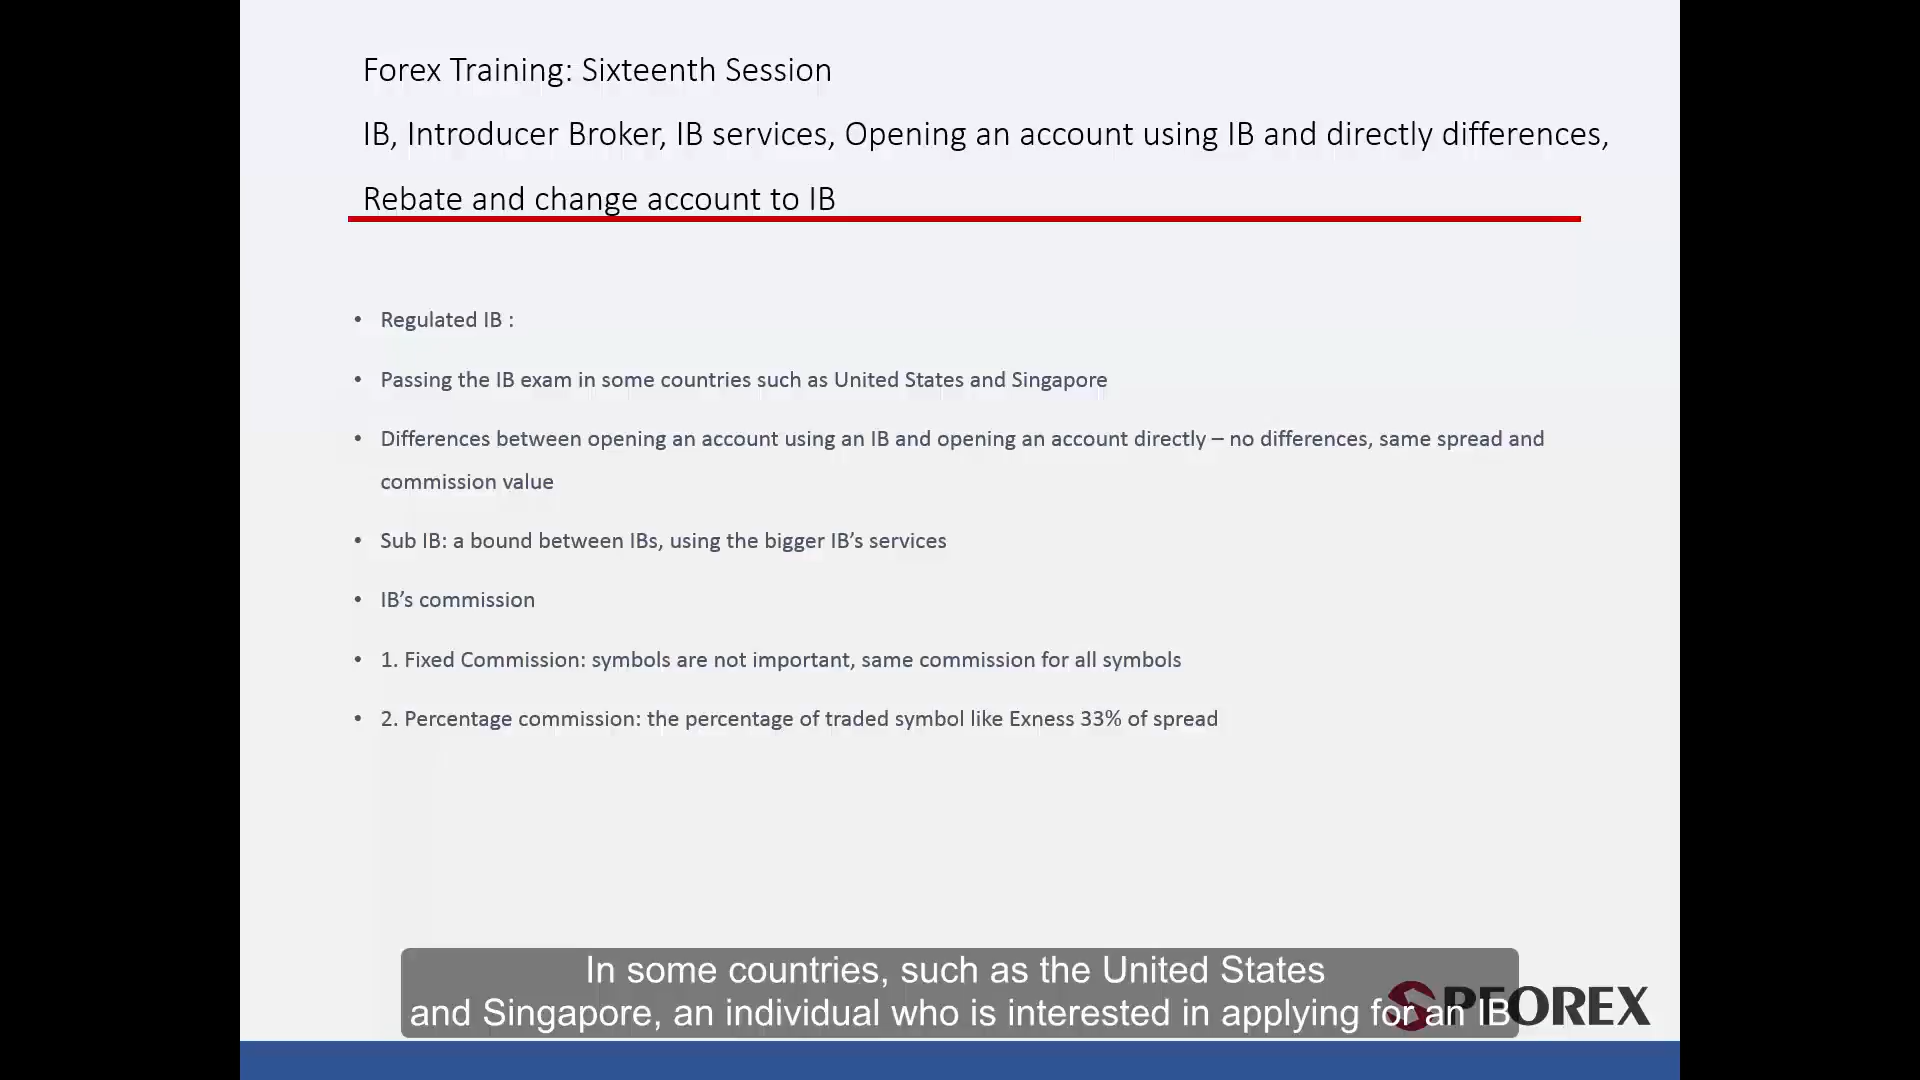 Forex Training: Sixteenth Session
IB, Introducer Broker, IB services, Opening an account using IB and directly differences,
Rebate and change account to IB
• Regulated IB :
• Passing the IB exam in some countries such as United States and Singapore
• Differences between opening an account using an IB and opening an account directly – no differences, same spread and
commission value
• Sub IB: a bound between IBs, using the bigger IB’s services
• IB’s commission
• 1. Fixed Commission: symbols are not important, same commission for all symbols
• 2. Percentage commission: the percentage of traded symbol like Exness 33% of spread
In some countries, such as the United States
and Singapore, an individual who is interested in applying for an IB
SPFOREX